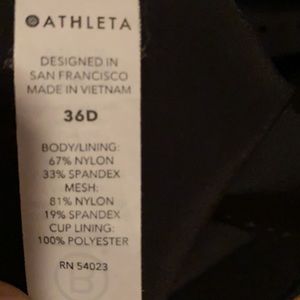 ATHLETA
DESIGNED IN
SAN FRANCISCO
MADE IN VIETNAM
36D
BODY/LINING:
67% NYLON
33% SPANDEX
MESH:
81% NYLON
19% SPANDEX
CUP LINING:
100% POLYESTER
RN 54023
B